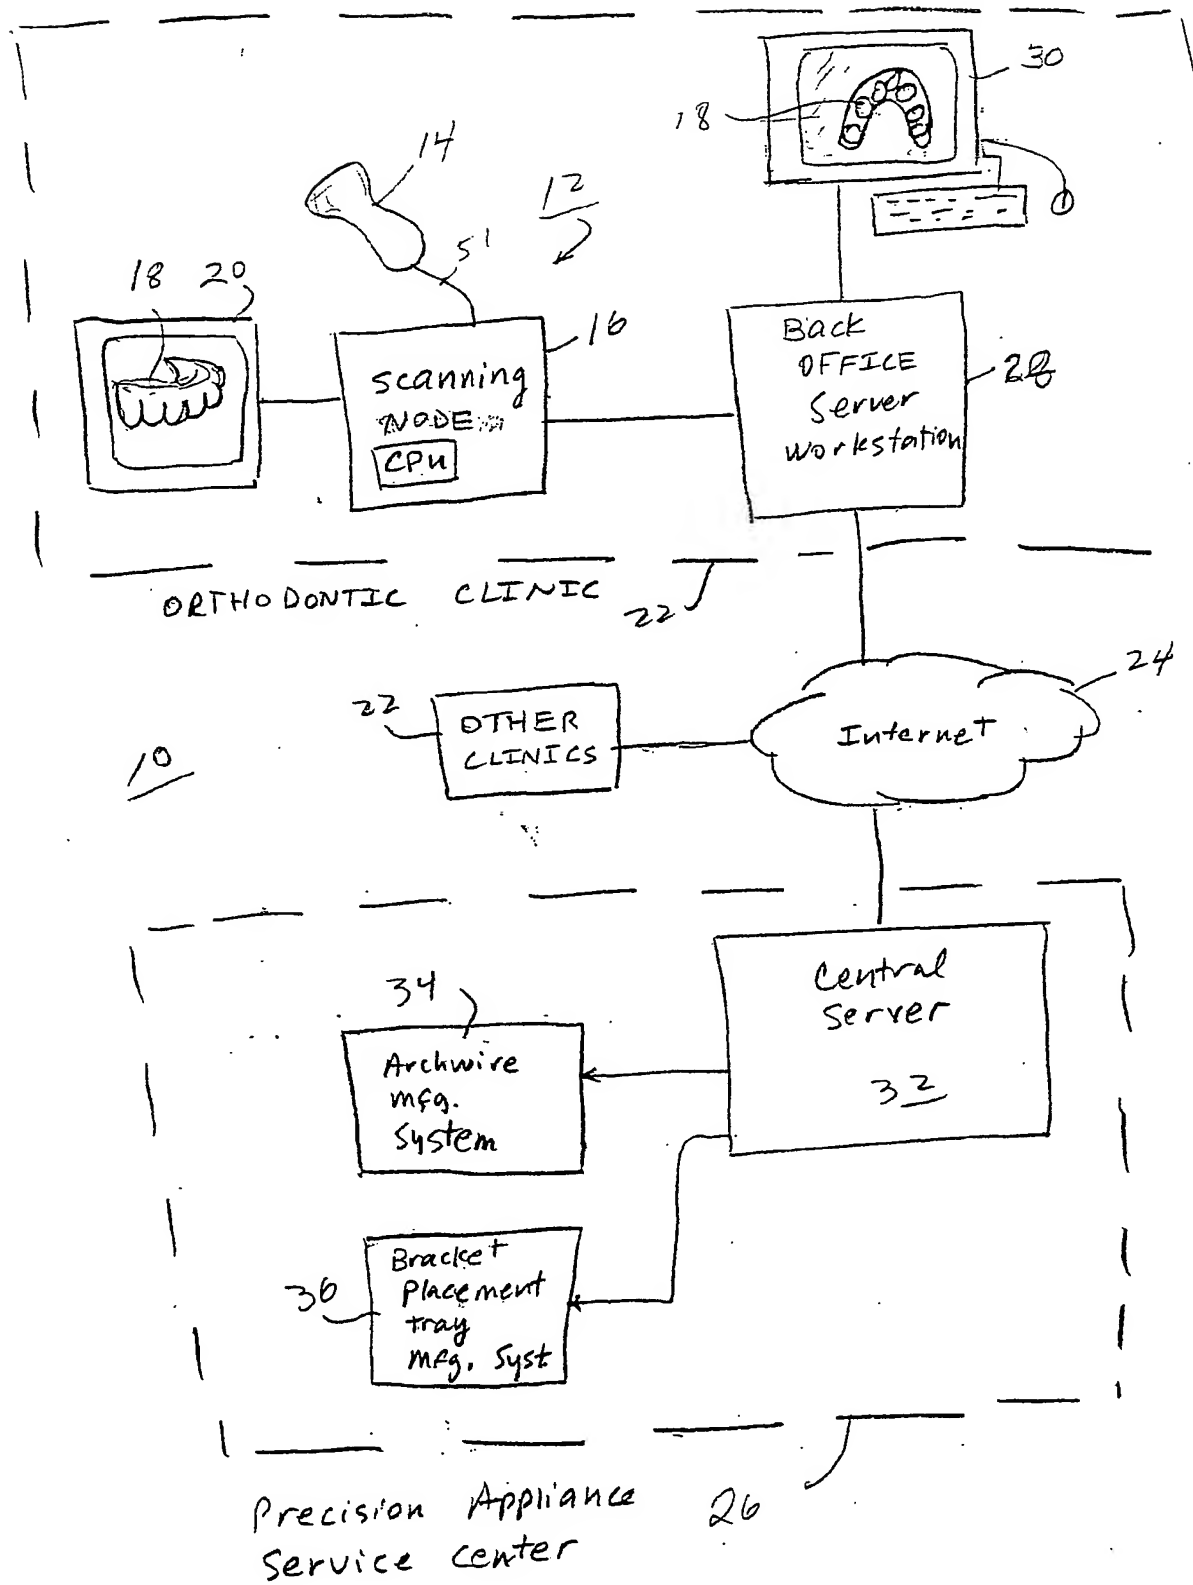 30
18
14
12
51
18
20
16
scanning
NODE
CPU
Back
OFFICE
Server
workstation
28
ORTHODONTIC CLINIC
22
24
Internet
22
OTHER
CLINICS
10
Central
Server
32
34
Archwire
mfg.
System
36
Bracket
Placement
tray
mfg. Syst
26
Precision Appliance
Service center